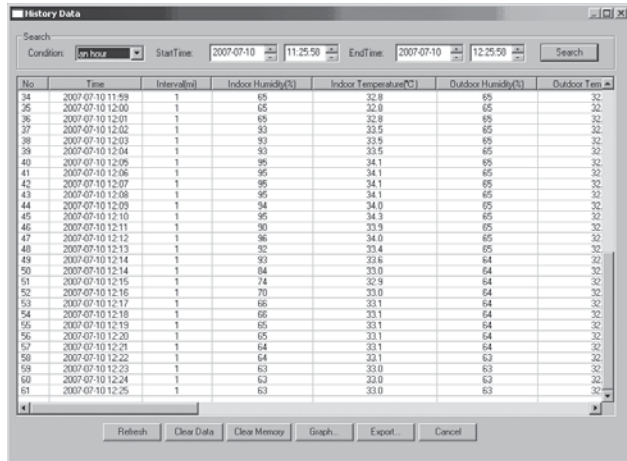 History Data
Search
Condition: an hour StartTime: 2007-07-10 11:25:50 EndTime: 2007-07-10 12:25:50 Search
No Time Interval(mi) Indoor Humidity(%) Indoor Temperature(℃) Outdoor Humidity(%) Outdoor Tem
34 2007-07-10 11:59 1 65 32.8 65 32.
35 2007-07-10 12:00 1 65 32.8 65 32.
36 2007-07-10 12:01 1 65 32.8 65 32.
37 2007-07-10 12:02 1 93 33.5 65 32.
38 2007-07-10 12:03 1 93 33.5 65 32.
39 2007-07-10 12:04 1 93 33.5 65 32.
40 2007-07-10 12:05 1 95 34.1 65 32.
41 2007-07-10 12:06 1 95 34.1 65 32.
42 2007-07-10 12:07 1 95 34.1 65 32.
43 2007-07-10 12:08 1 95 34.1 65 32.
44 2007-07-10 12:09 1 94 34.0 65 32.
45 2007-07-10 12:10 1 95 34.3 65 32.
46 2007-07-10 12:11 1 90 33.9 65 32.
47 2007-07-10 12:12 1 96 34.0 65 32.
48 2007-07-10 12:13 1 92 33.4 65 32.
49 2007-07-10 12:14 1 93 33.6 64 32.
50 2007-07-10 12:14 1 84 33.0 64 32.
51 2007-07-10 12:15 1 74 32.9 64 32.
52 2007-07-10 12:16 1 70 33.0 64 32.
53 2007-07-10 12:17 1 66 33.1 64 32.
54 2007-07-10 12:18 1 66 33.1 64 32.
55 2007-07-10 12:19 1 65 33.1 64 32.
56 2007-07-10 12:20 1 65 33.1 64 32.
57 2007-07-10 12:21 1 64 33.1 64 32.
58 2007-07-10 12:22 1 64 33.1 63 32.
59 2007-07-10 12:23 1 63 33.0 63 32.
60 2007-07-10 12:24 1 63 33.0 63 32.
61 2007-07-10 12:25 1 63 33.0 63 32.
Refresh Clear Data Clear Memory Graph... Export... Cancel